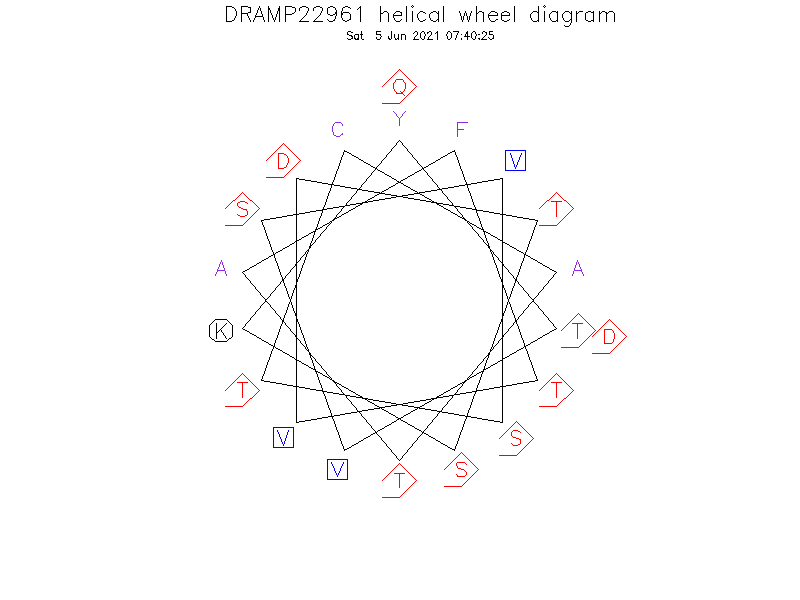 DRAMP22961 helical wheel diagram
Sat 5 Jun 2021 07:40:25
Q
C Y F
D V
S T
A A
K T D
T T
V S
V T S